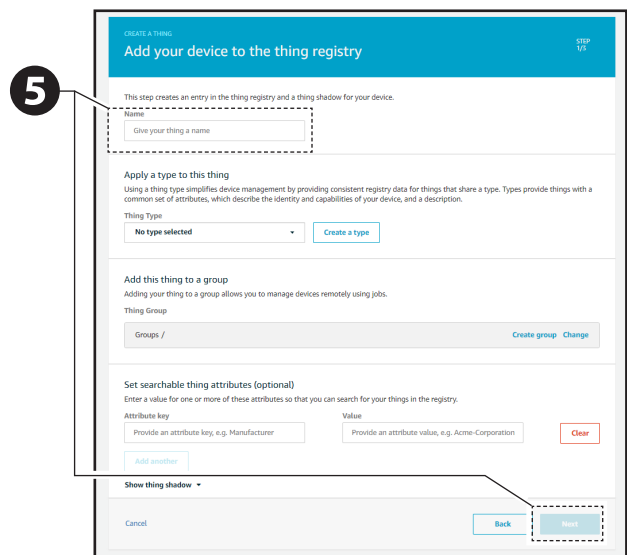 CREATE A THING
Add your device to the thing registry
STEP
1/3
5
This step creates an entry in the thing registry and a thing shadow for your device.
Name
Give your thing a name
Apply a type to this thing
Using a thing type simplifies device management by providing consistent registry data for things that share a type. Types provide things with a
common set of attributes, which describe the identity and capabilities of your device, and a description.
Thing Type
No type selected
Create a type
Add this thing to a group
Adding your thing to a group allows you to manage devices remotely using jobs.
Thing Group
Groups /
Create group Change
Set searchable thing attributes (optional)
Enter a value for one or more of these attributes so that you can search for your things in the registry.
Attribute key
Value
Provide an attribute key, e.g. Manufacturer
Provide an attribute value, e.g. Acme-Corporation
Clear
Add another
Show thing shadow
Cancel
Back
Next